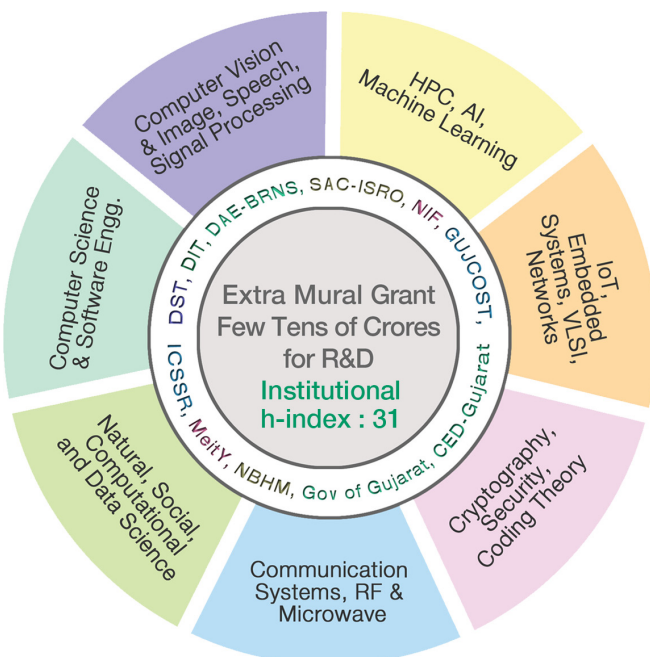 Computer Vision
& Image, Speech,
Signal Processing
HPC, AI,
Machine Learning
IoT,
Embedded
Systems, VLSI,
Networks
Cryptography,
Security,
Coding Theory
Communication
Systems, RF &
Microwave
Natural, Social,
Computational
and Data Science
Computer Science
& Software Engg.
DST, DIT, DAE-BRNS, SAC-ISRO, NIF, GUJCOST,
ICSSR, MeitY, NBHM, Gov of Gujarat, CED-Gujarat
Extra Mural Grant
Few Tens of Crores
for R&D
Institutional
h-index : 31